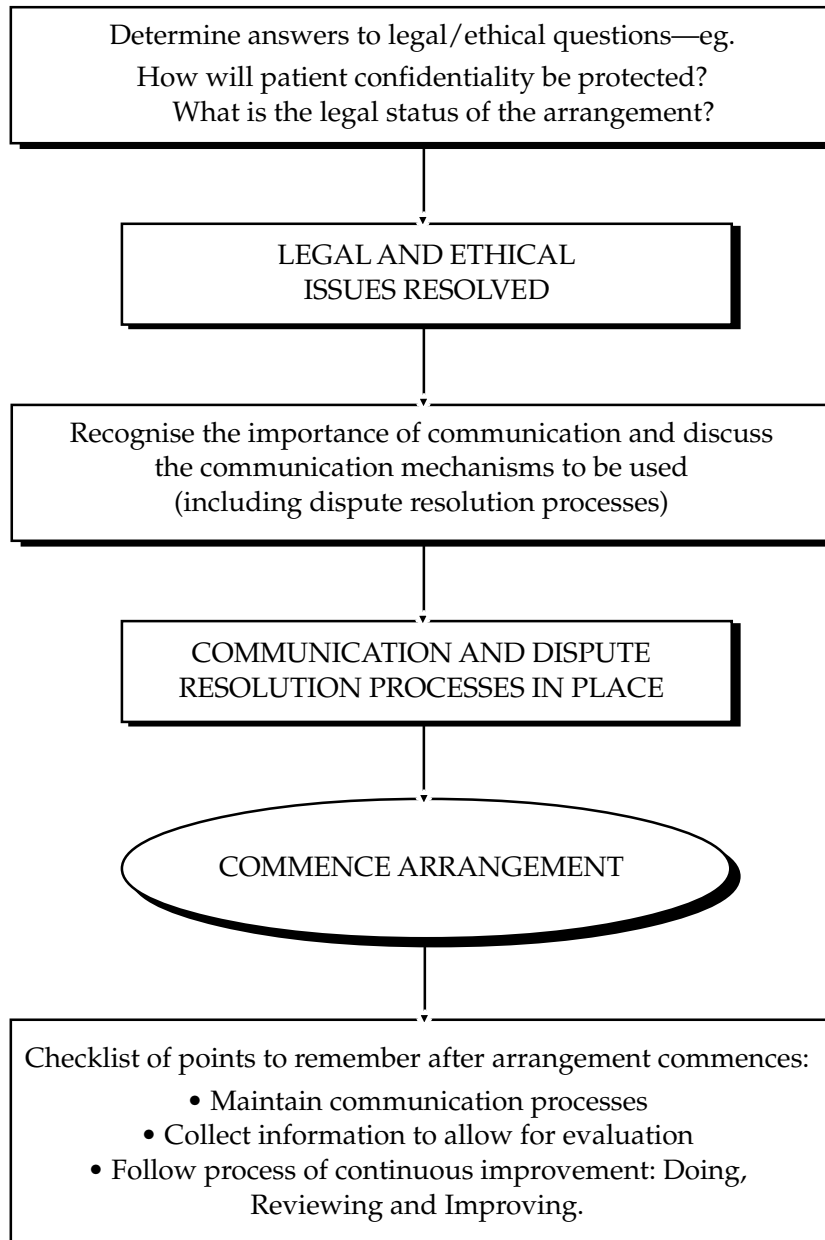 Determine answers to legal/ethical questions—eg.
How will patient confidentiality be protected?
What is the legal status of the arrangement?
LEGAL AND ETHICAL
ISSUES RESOLVED
Recognise the importance of communication and discuss
the communication mechanisms to be used
(including dispute resolution processes)
COMMUNICATION AND DISPUTE
RESOLUTION PROCESSES IN PLACE
COMMENCE ARRANGEMENT
Checklist of points to remember after arrangement commences:
• Maintain communication processes
• Collect information to allow for evaluation
• Follow process of continuous improvement: Doing,
Reviewing and Improving.